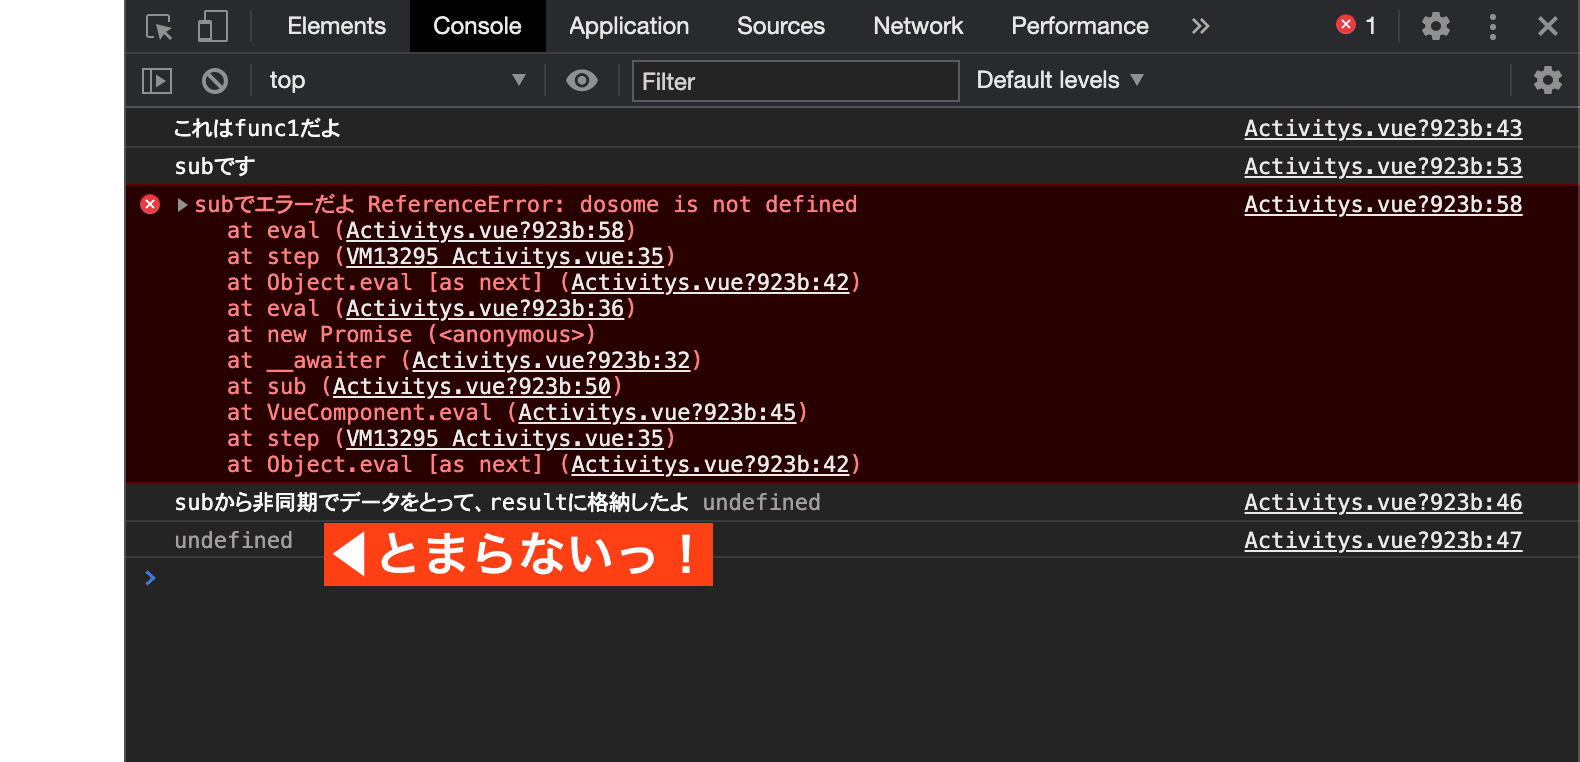 Elements Console Application Sources Network Performance » 1
top ▼ Filter Default levels ▼
これはfunc1だよ Activitys.vue?923b:43
subです Activitys.vue?923b:53
▶subでエラーだよ ReferenceError: dosome is not defined Activitys.vue?923b:58
at eval (Activitys.vue?923b:58)
at step (VM13295 Activitys.vue:35)
at Object.eval [as next] (Activitys.vue?923b:42)
at eval (Activitys.vue?923b:36)
at new Promise (<anonymous>)
at __awaiter (Activitys.vue?923b:32)
at sub (Activitys.vue?923b:50)
at VueComponent.eval (Activitys.vue?923b:45)
at step (VM13295 Activitys.vue:35)
at Object.eval [as next] (Activitys.vue?923b:42)
subから非同期でデータをとって、resultに格納したよ undefined Activitys.vue?923b:46
undefined ◀とまらないっ！ Activitys.vue?923b:47